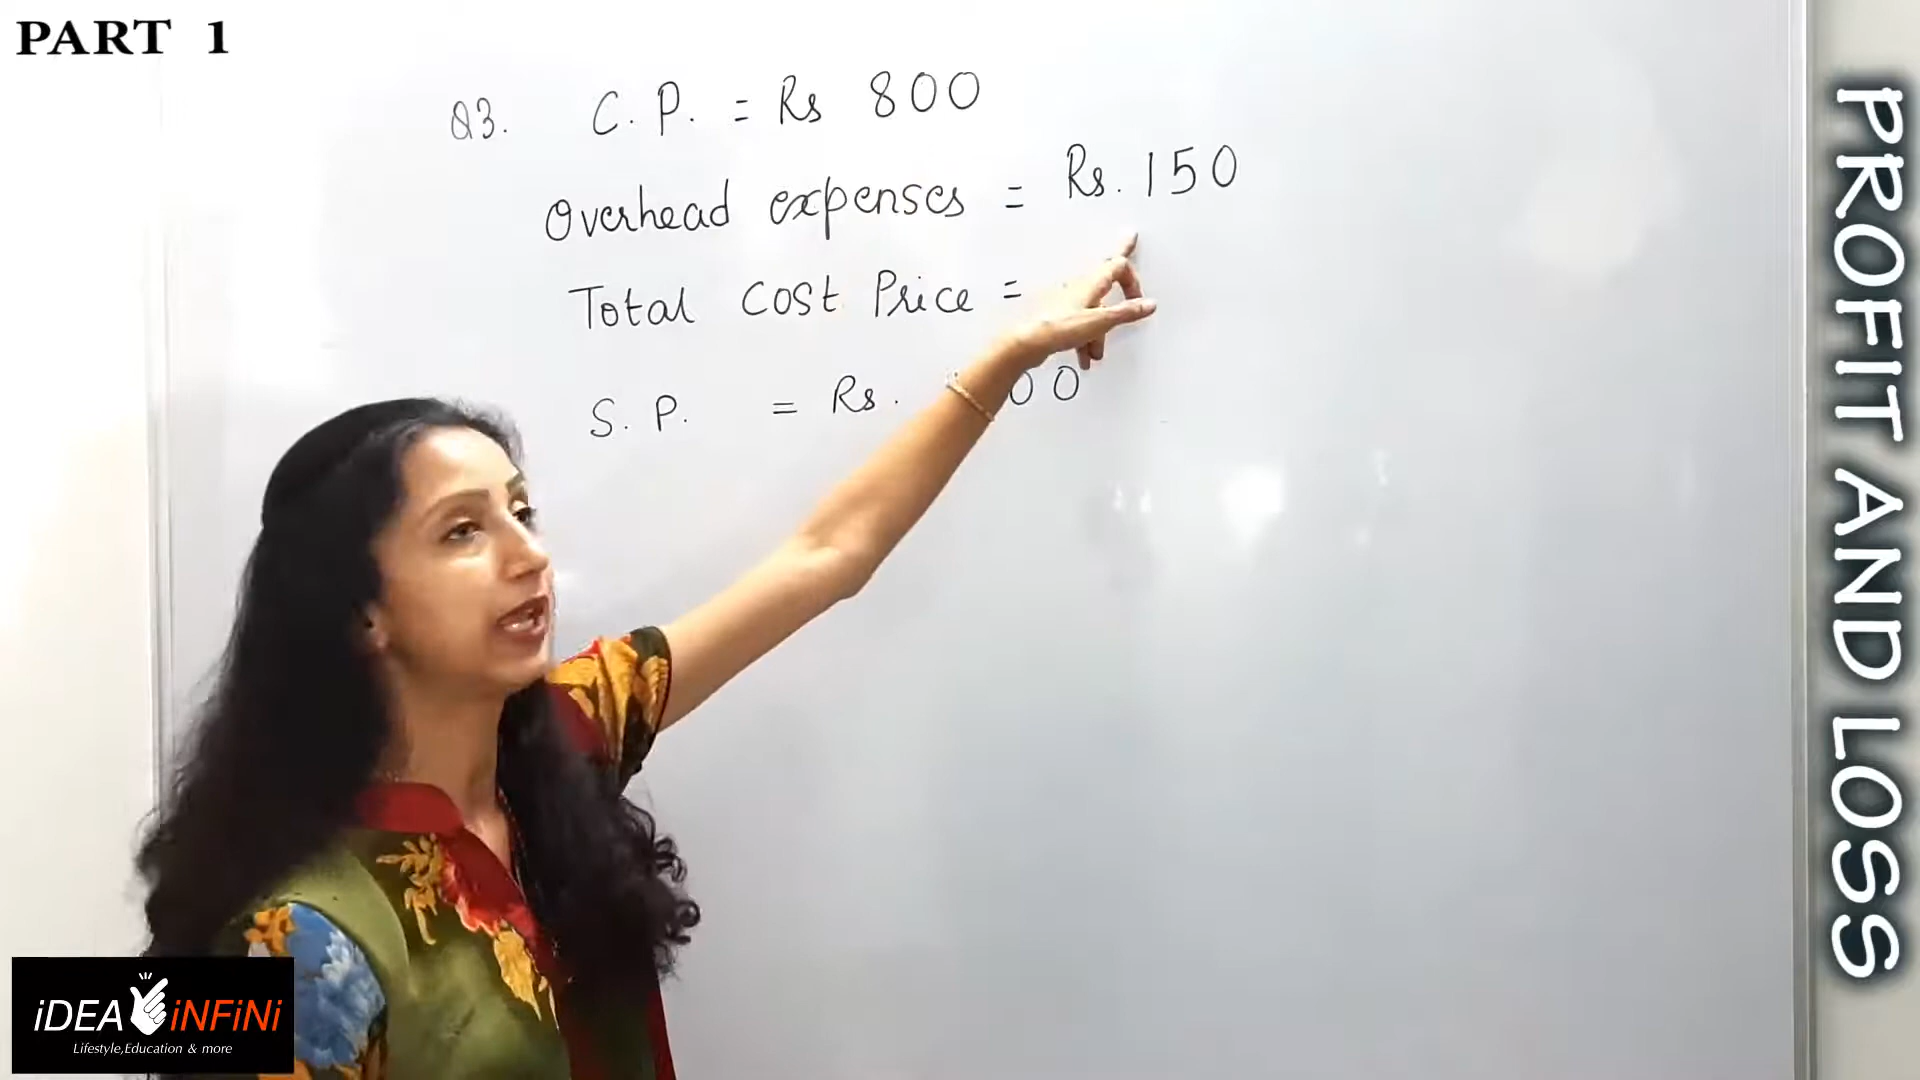 PART 1
Q3. C.P. = Rs 800
Overhead expenses = Rs. 150
Total Cost Price =
S.P. = Rs.
PROFIT AND LOSS
iDEA iNFiNi
Lifestyle,Education & more